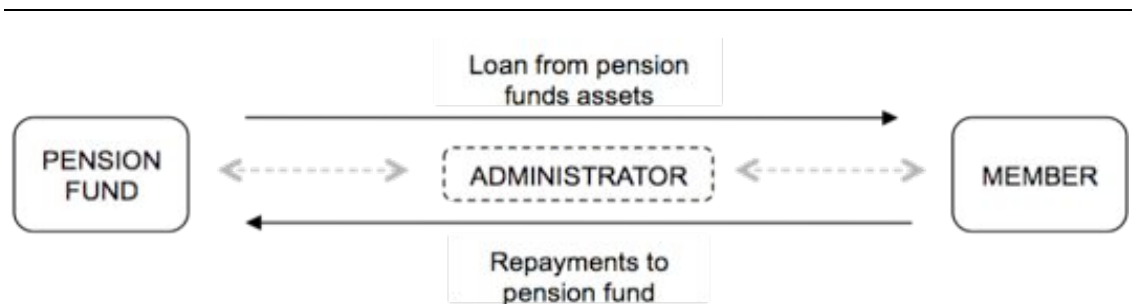 Loan from pension
funds assets
PENSION
FUND
ADMINISTRATOR
MEMBER
Repayments to
pension fund